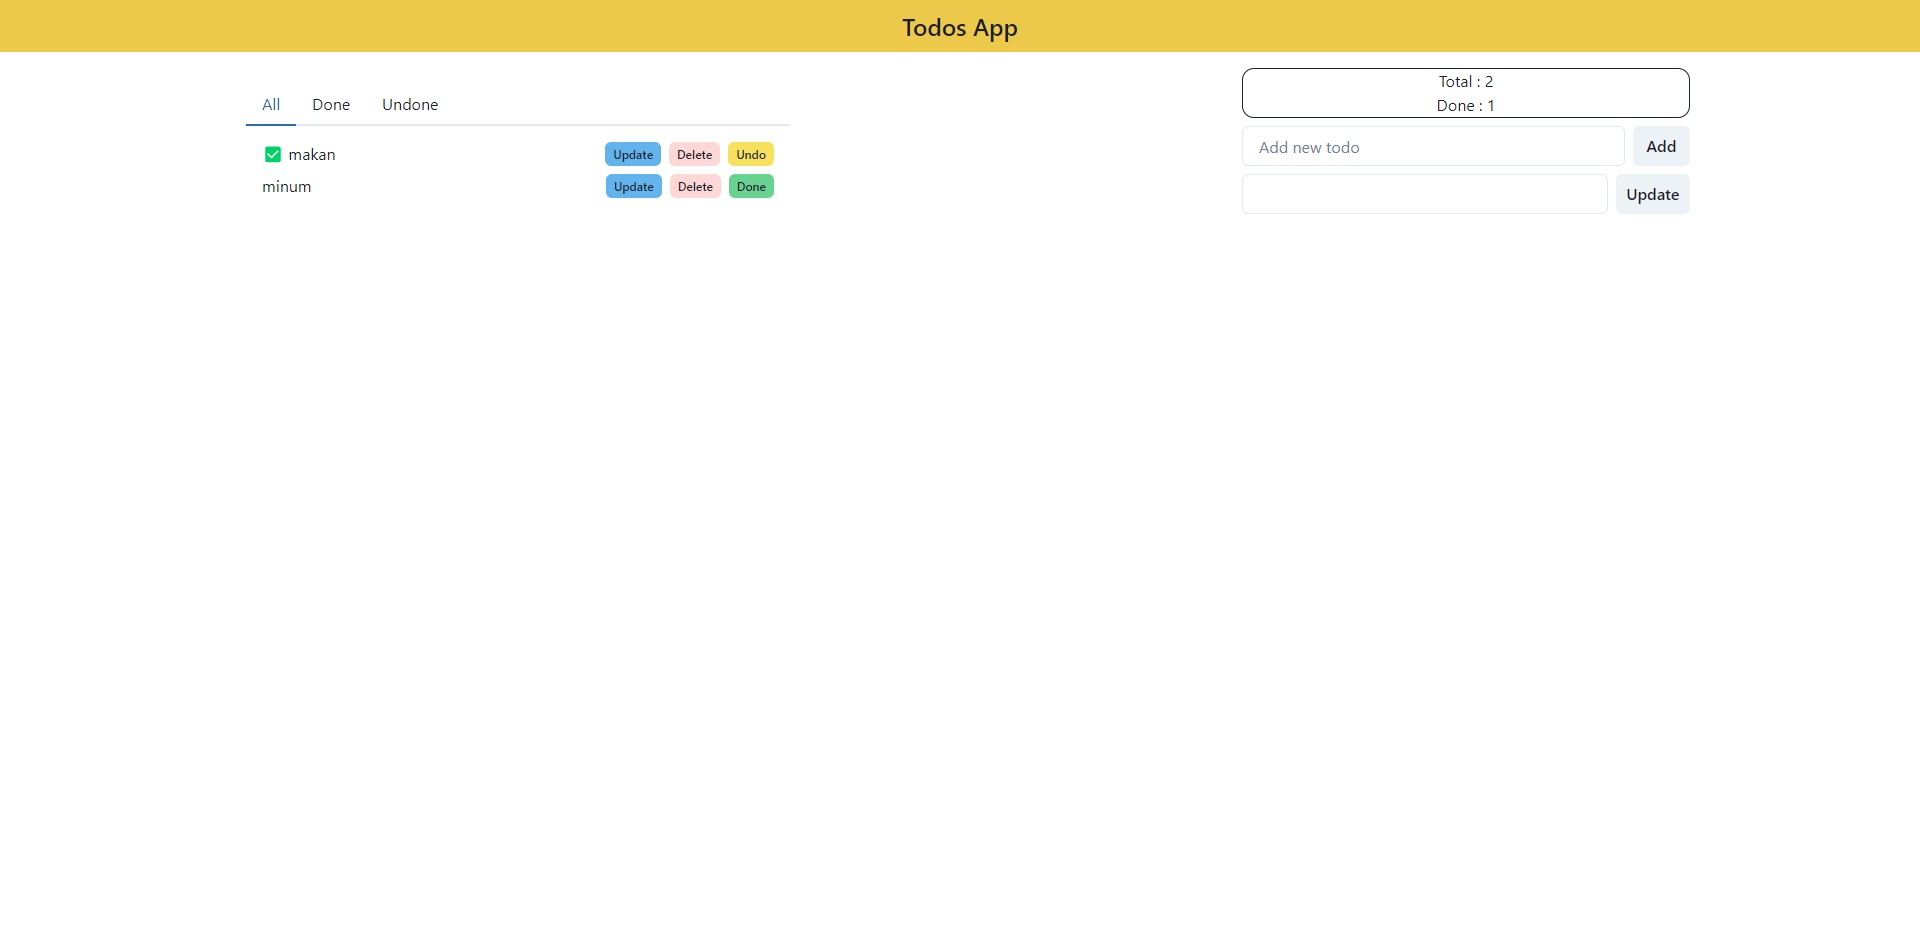 Todos App
All Done Undone
makan Update Delete Undo
minum Update Delete Done
Total : 2
Done : 1
Add new todo Add
Update